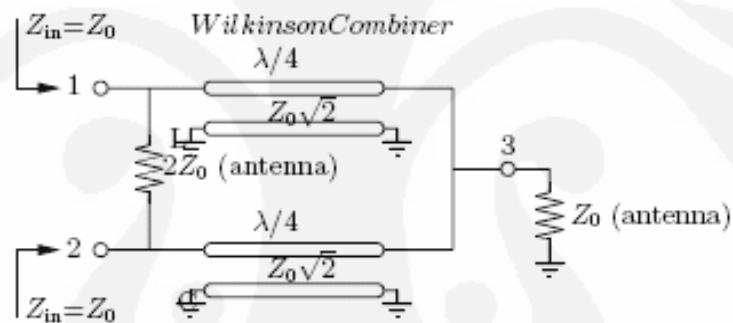 Z_in=Z_0
WilkinsonCombiner
λ/4
1
Z_0√2
3
2Z_0 (antenna)
Z_0 (antenna)
λ/4
2
Z_0√2
Z_in=Z_0